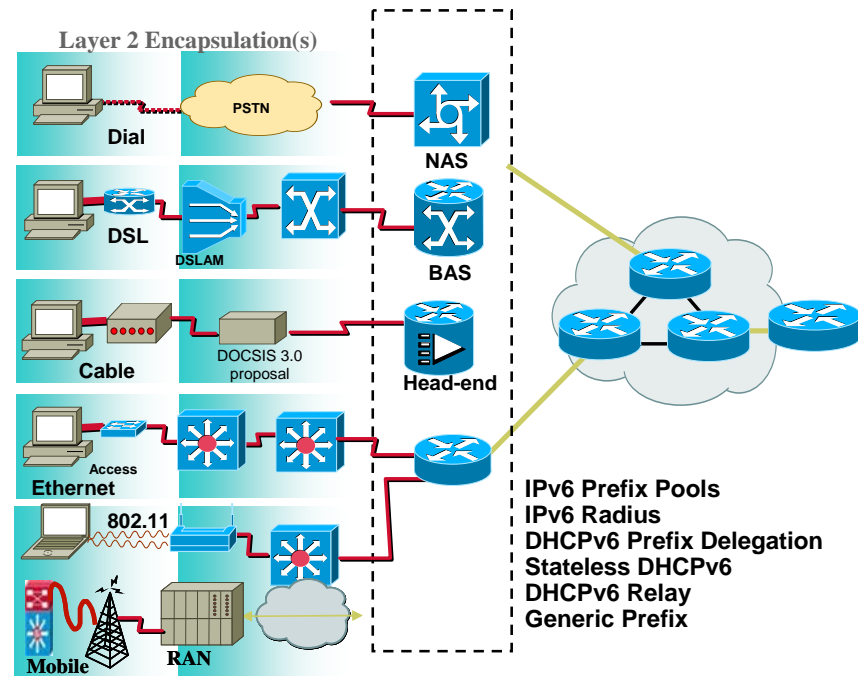 Layer 2 Encapsulation(s)
PSTN
Dial
NAS
DSL
DSLAM
BAS
Cable
DOCSIS 3.0
proposal
Head-end
Access
Ethernet
802.11
Mobile
RAN
IPv6 Prefix Pools
IPv6 Radius
DHCPv6 Prefix Delegation
Stateless DHCPv6
DHCPv6 Relay
Generic Prefix